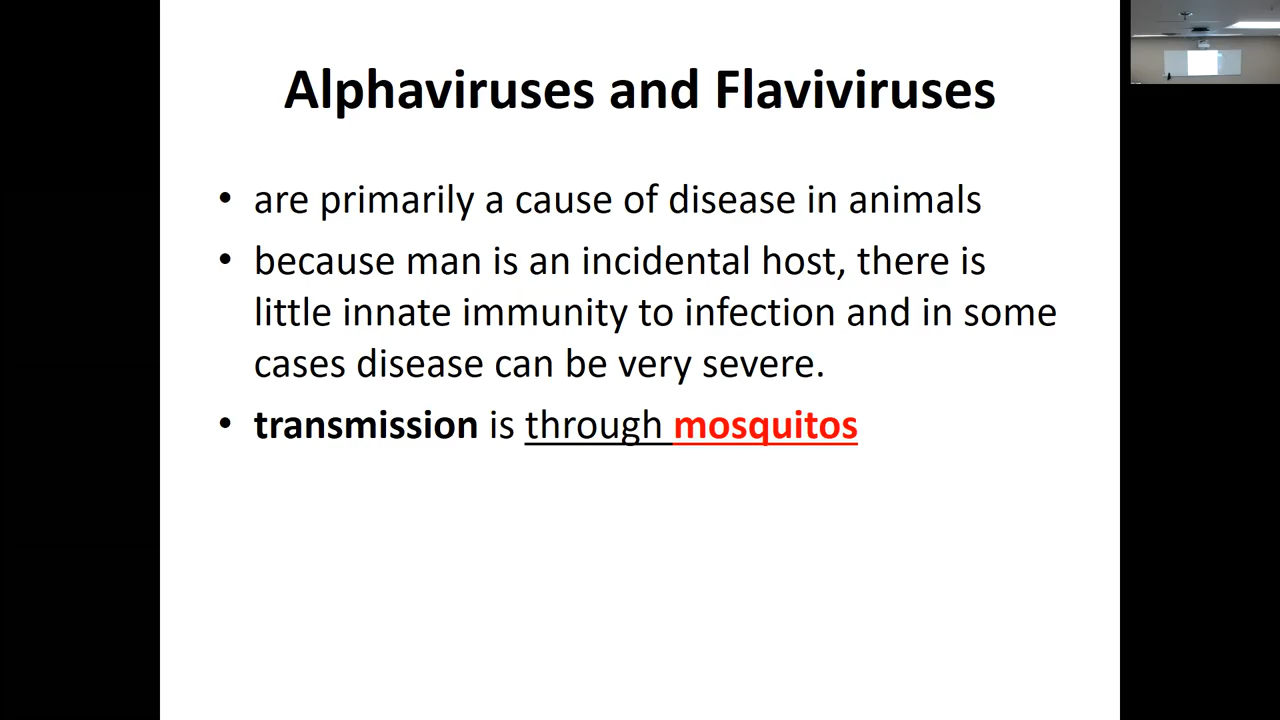 Alphaviruses and Flaviviruses
• are primarily a cause of disease in animals
• because man is an incidental host, there is
little innate immunity to infection and in some
cases disease can be very severe.
• transmission is through mosquitos